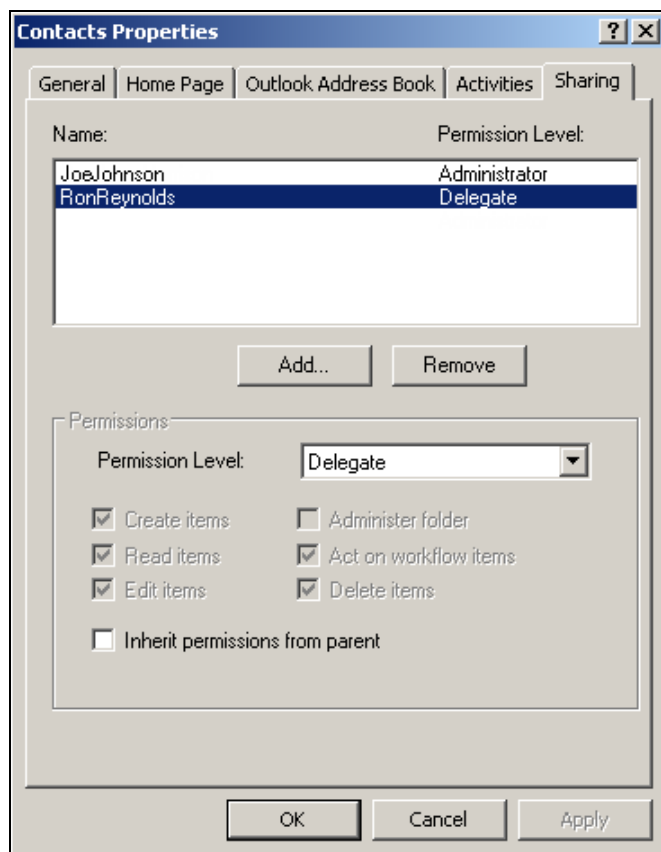 Contacts Properties
General Home Page Outlook Address Book Activities Sharing
Name: Permission Level:
JoeJohnson Administrator
RonReynolds Delegate
Add... Remove
Permissions
Permission Level: Delegate
Create items Administer folder
Read items Act on workflow items
Edit items Delete items
Inherit permissions from parent
OK Cancel Apply